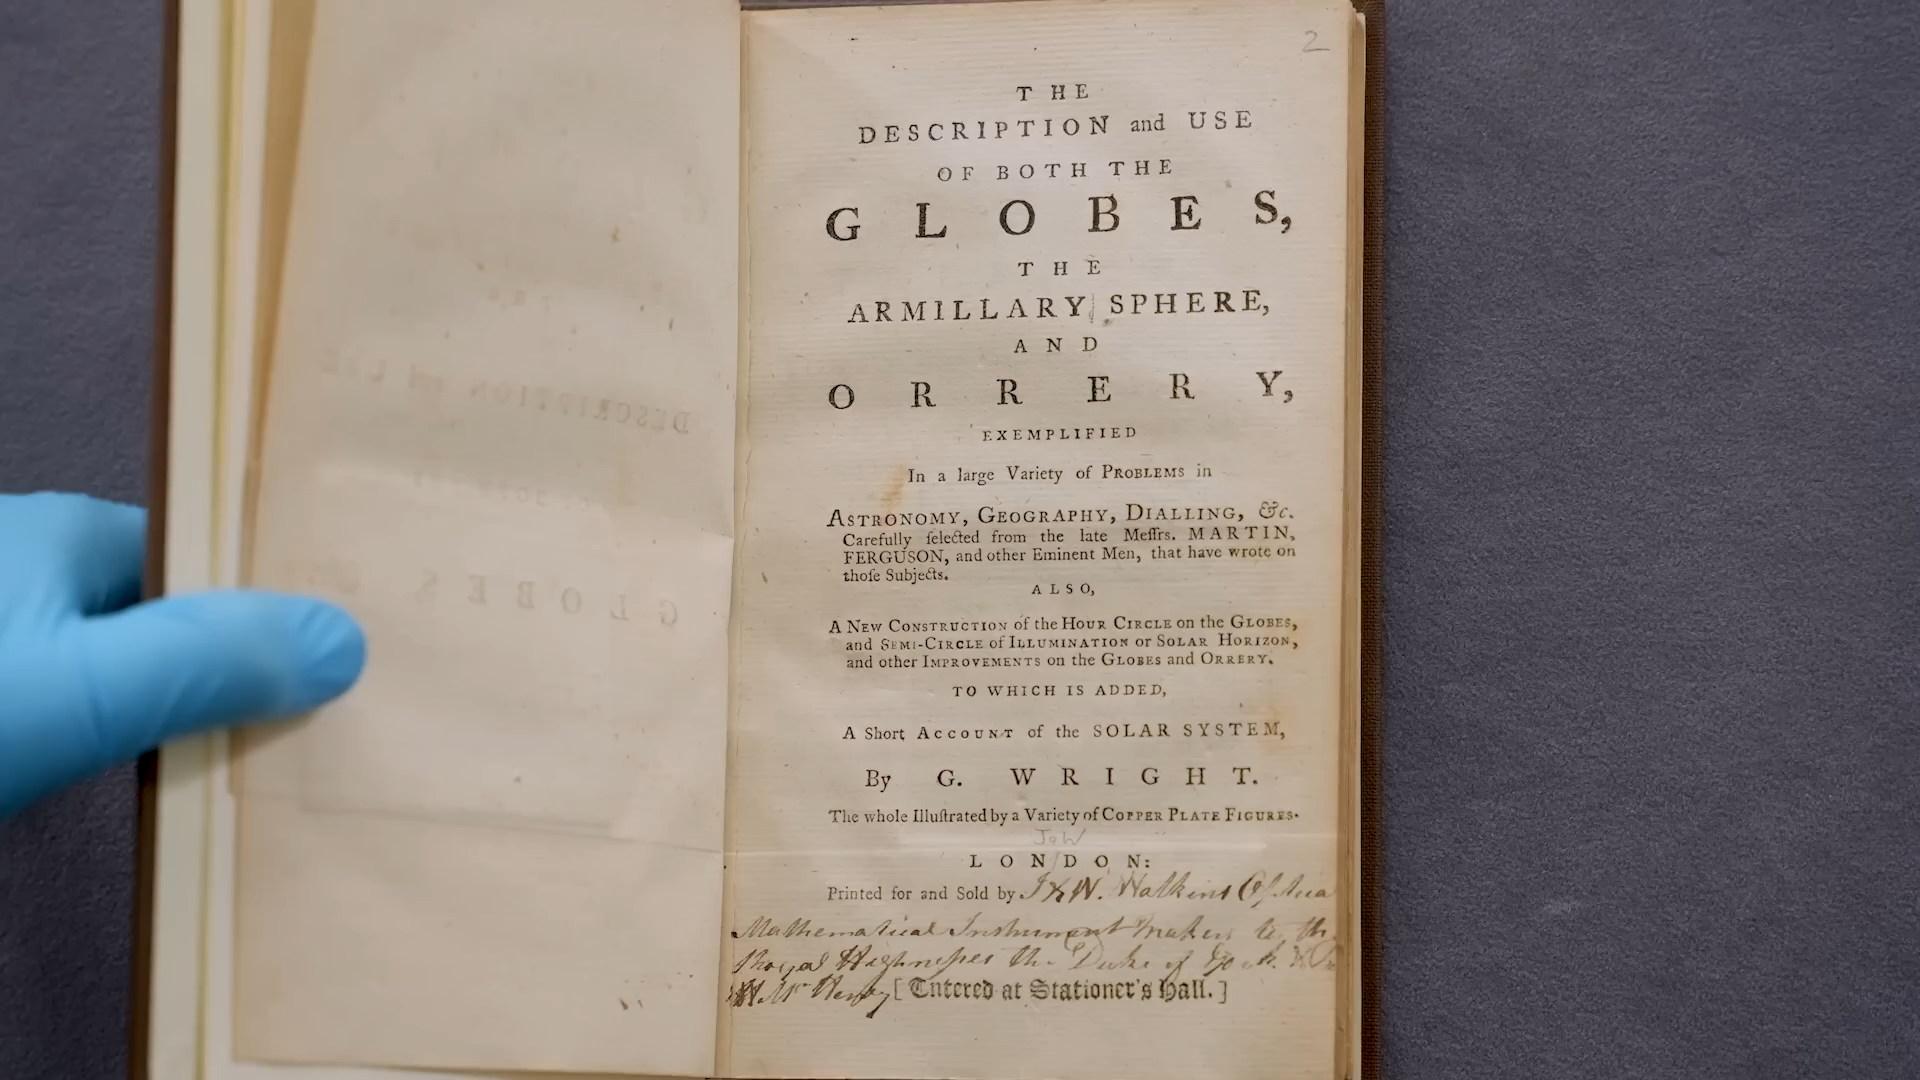 2
THE
DESCRIPTION and USE
OF BOTH THE
GLOBES,
THE
ARMILLARY SPHERE,
AND
ORRERY,
EXEMPLIFIED
In a large Variety of PROBLEMS in
ASTRONOMY, GEOGRAPHY, DIALLING, &c.
Carefully ſelected from the late Meſſrs. MARTIN,
FERGUSON, and other Eminent Men, that have wrote on
thoſe Subjects.
ALSO,
A NEW CONSTRUCTION of the HOUR CIRCLE on the GLOBES,
and SEMI-CIRCLE of ILLUMINATION or SOLAR HORIZON,
and other IMPROVEMENTS on the GLOBES and ORRERY.
TO WHICH IS ADDED,
A Short ACCOUNT of the SOLAR SYSTEM,
By G. WRIGHT.
The whole Illuſtrated by a Variety of COPPER PLATE FIGURES.
J&W
LONDON:
Printed for and Sold by J & W. Watkins
Mathematical Instrument makers to
Royal Highneſses the Duke of York &
[Entered at Stationer's Hall.]
DESCRIPTION and USE
GLOBES